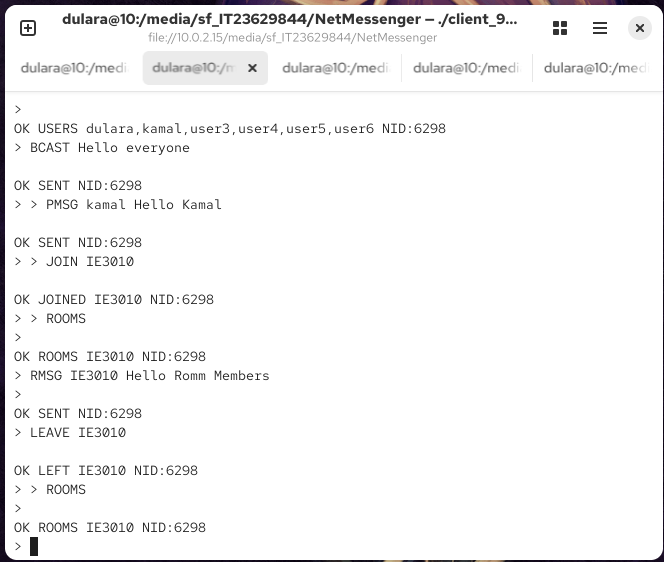 dulara@10:/media/sf_IT23629844/NetMessenger — ./client_9...
file://10.0.2.15/media/sf_IT23629844/NetMessenger
dulara@10:/medi dulara@10:/m dulara@10:/medi dulara@10:/medi dulara@10:/med
>
OK USERS dulara,kamal,user3,user4,user5,user6 NID:6298
> BCAST Hello everyone
OK SENT NID:6298
> > PMSG kamal Hello Kamal
OK SENT NID:6298
> > JOIN IE3010
OK JOINED IE3010 NID:6298
> > ROOMS
>
OK ROOMS IE3010 NID:6298
> RMSG IE3010 Hello Romm Members
>
OK SENT NID:6298
> LEAVE IE3010
OK LEFT IE3010 NID:6298
> > ROOMS
>
OK ROOMS IE3010 NID:6298
>